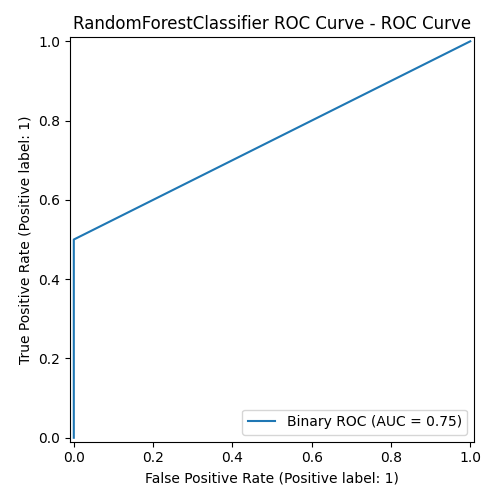 RandomForestClassifier ROC Curve - ROC Curve
1.0
0.8
0.6
0.4
0.2
0.0
True Positive Rate (Positive label: 1)
Binary ROC (AUC = 0.75)
0.0 0.2 0.4 0.6 0.8 1.0
False Positive Rate (Positive label: 1)